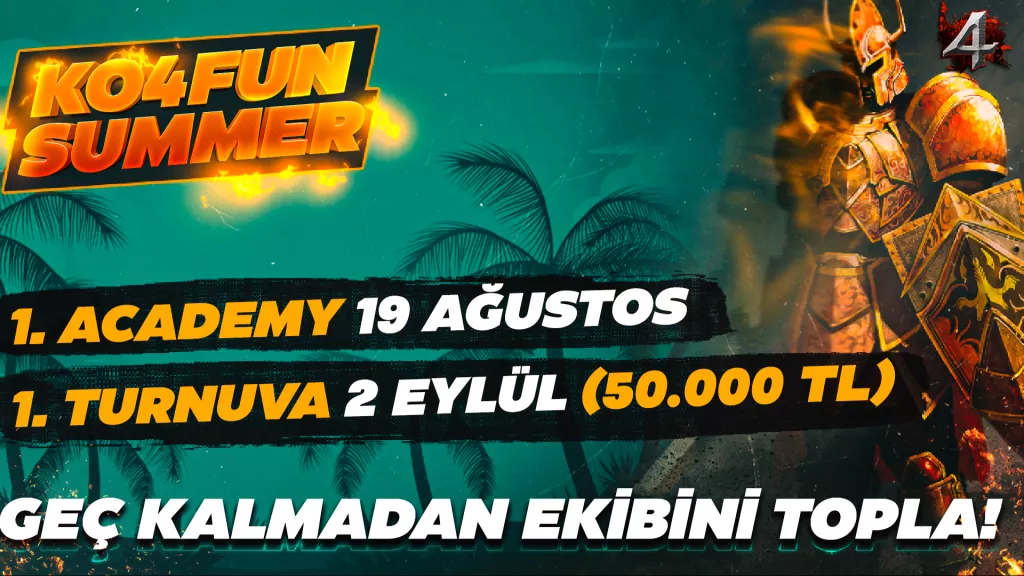 KO4FUN
SUMMER
4
1. ACADEMY 19 AĞUSTOS
1. TURNUVA 2 EYLÜL (50.000 TL)
GEÇ KALMADAN EKİBİNİ TOPLA!